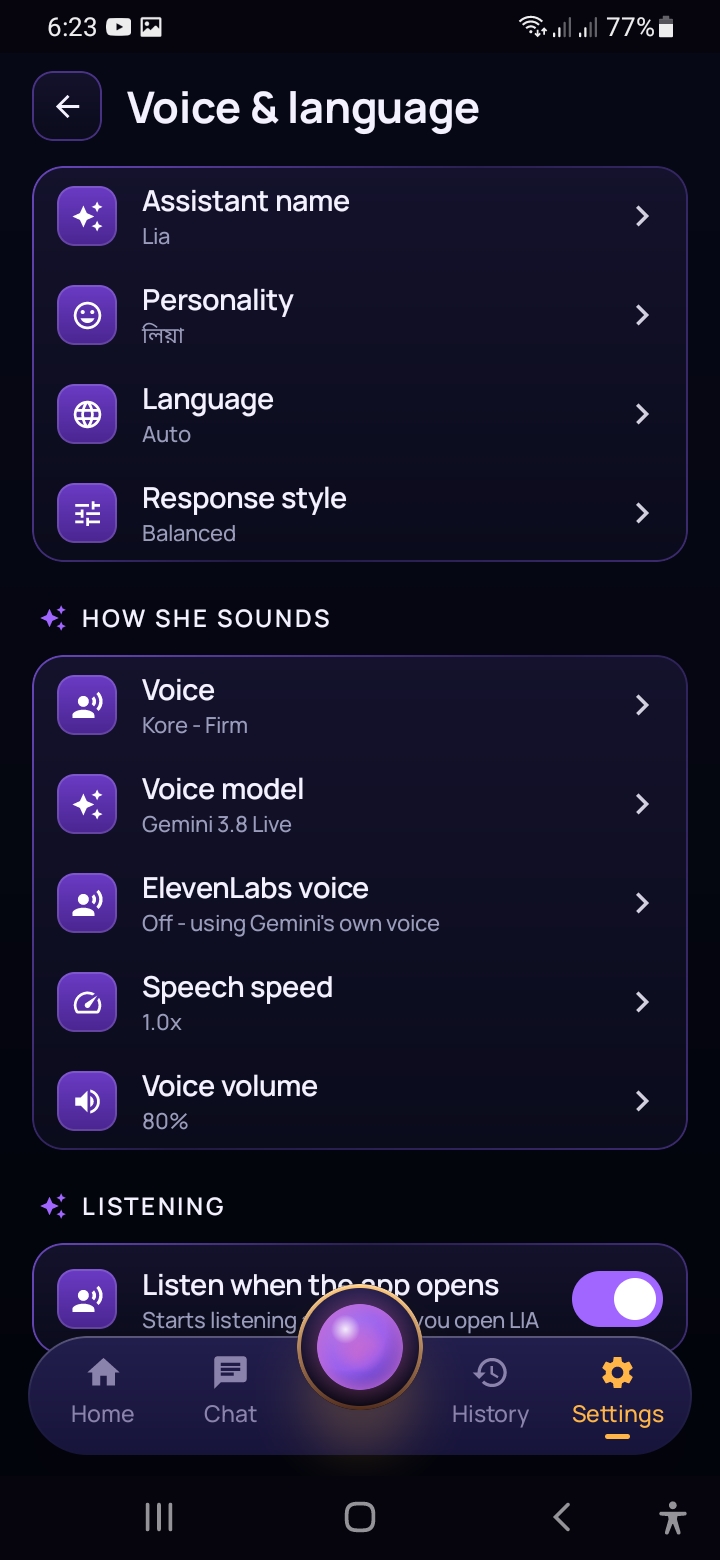 6:23
77%
Voice & language
Assistant name
Lia
Personality
লিয়া
Language
Auto
Response style
Balanced
HOW SHE SOUNDS
Voice
Kore - Firm
Voice model
Gemini 3.8 Live
ElevenLabs voice
Off - using Gemini's own voice
Speech speed
1.0x
Voice volume
80%
LISTENING
Listen when the app opens
Starts listening you open LIA
Home
Chat
History
Settings